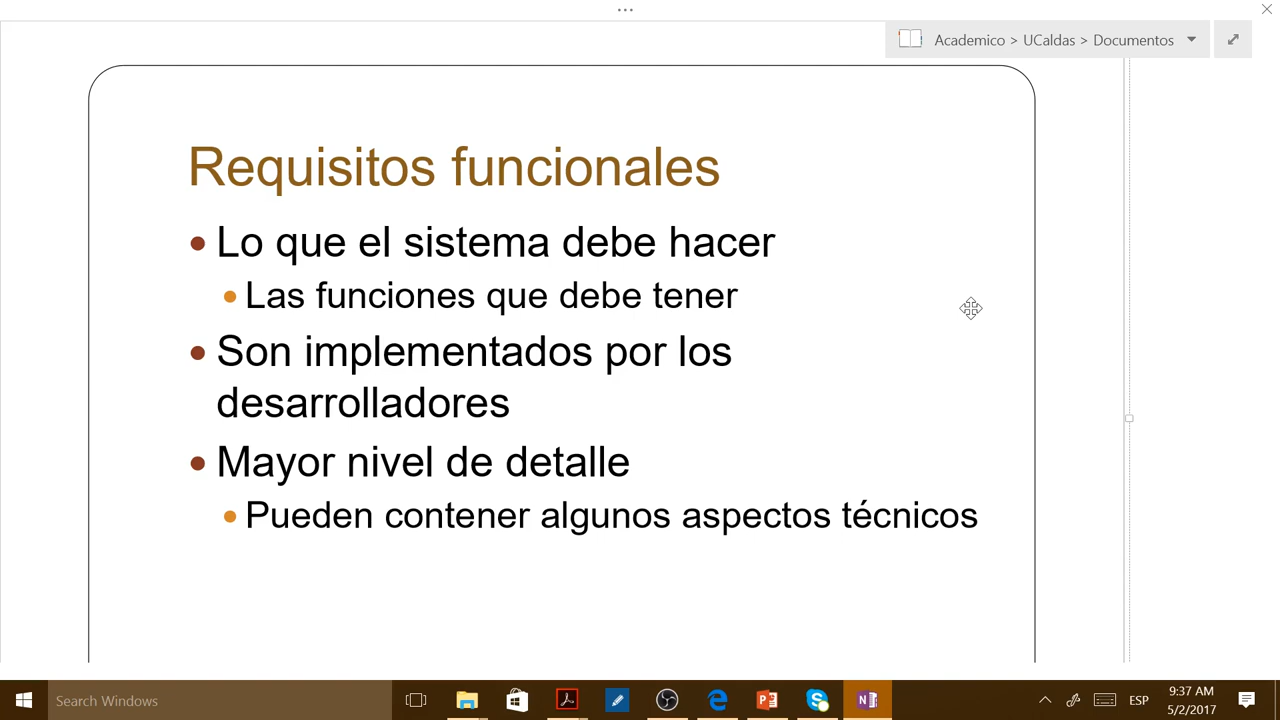 Academico > UCaldas > Documentos
Requisitos funcionales
Lo que el sistema debe hacer
Las funciones que debe tener
Son implementados por los
desarrolladores
Mayor nivel de detalle
Pueden contener algunos aspectos técnicos
Search Windows
ESP
9:37 AM
5/2/2017